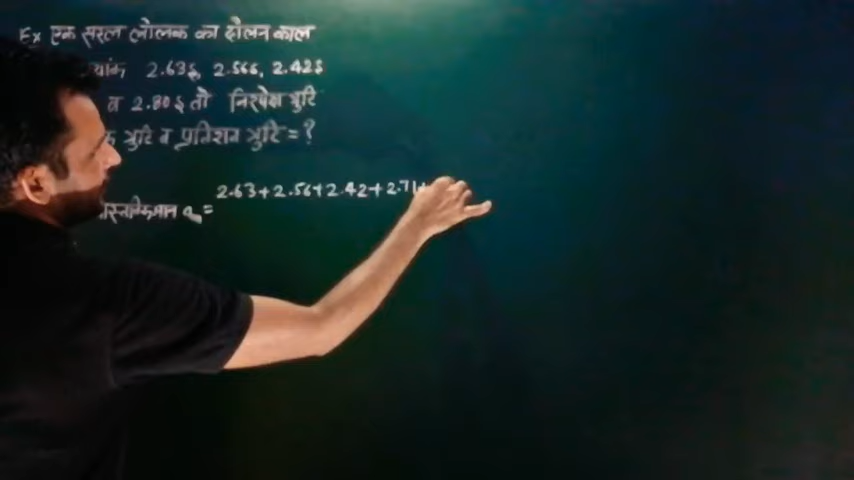 Ex एक सरल लोलक का दोलन काल
2.63s, 2.56s, 2.42s
व 2.80s तो निरपेक्ष त्रुटि
त्रुटि व प्रतिशत त्रुटि = ?
2.63+2.56+2.42+2.71+
=